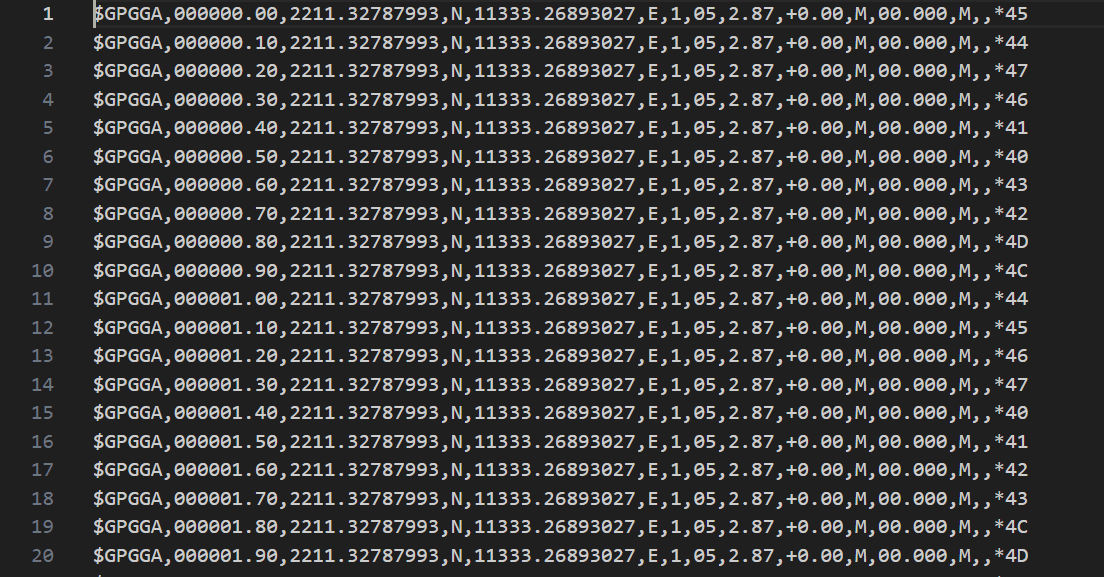 1 $GPGGA,000000.00,2211.32787993,N,11333.26893027,E,1,05,2.87,+0.00,M,00.000,M,,*45
2 $GPGGA,000000.10,2211.32787993,N,11333.26893027,E,1,05,2.87,+0.00,M,00.000,M,,*44
3 $GPGGA,000000.20,2211.32787993,N,11333.26893027,E,1,05,2.87,+0.00,M,00.000,M,,*47
4 $GPGGA,000000.30,2211.32787993,N,11333.26893027,E,1,05,2.87,+0.00,M,00.000,M,,*46
5 $GPGGA,000000.40,2211.32787993,N,11333.26893027,E,1,05,2.87,+0.00,M,00.000,M,,*41
6 $GPGGA,000000.50,2211.32787993,N,11333.26893027,E,1,05,2.87,+0.00,M,00.000,M,,*40
7 $GPGGA,000000.60,2211.32787993,N,11333.26893027,E,1,05,2.87,+0.00,M,00.000,M,,*43
8 $GPGGA,000000.70,2211.32787993,N,11333.26893027,E,1,05,2.87,+0.00,M,00.000,M,,*42
9 $GPGGA,000000.80,2211.32787993,N,11333.26893027,E,1,05,2.87,+0.00,M,00.000,M,,*4D
10 $GPGGA,000000.90,2211.32787993,N,11333.26893027,E,1,05,2.87,+0.00,M,00.000,M,,*4C
11 $GPGGA,000001.00,2211.32787993,N,11333.26893027,E,1,05,2.87,+0.00,M,00.000,M,,*44
12 $GPGGA,000001.10,2211.32787993,N,11333.26893027,E,1,05,2.87,+0.00,M,00.000,M,,*45
13 $GPGGA,000001.20,2211.32787993,N,11333.26893027,E,1,05,2.87,+0.00,M,00.000,M,,*46
14 $GPGGA,000001.30,2211.32787993,N,11333.26893027,E,1,05,2.87,+0.00,M,00.000,M,,*47
15 $GPGGA,000001.40,2211.32787993,N,11333.26893027,E,1,05,2.87,+0.00,M,00.000,M,,*40
16 $GPGGA,000001.50,2211.32787993,N,11333.26893027,E,1,05,2.87,+0.00,M,00.000,M,,*41
17 $GPGGA,000001.60,2211.32787993,N,11333.26893027,E,1,05,2.87,+0.00,M,00.000,M,,*42
18 $GPGGA,000001.70,2211.32787993,N,11333.26893027,E,1,05,2.87,+0.00,M,00.000,M,,*43
19 $GPGGA,000001.80,2211.32787993,N,11333.26893027,E,1,05,2.87,+0.00,M,00.000,M,,*4C
20 $GPGGA,000001.90,2211.32787993,N,11333.26893027,E,1,05,2.87,+0.00,M,00.000,M,,*4D